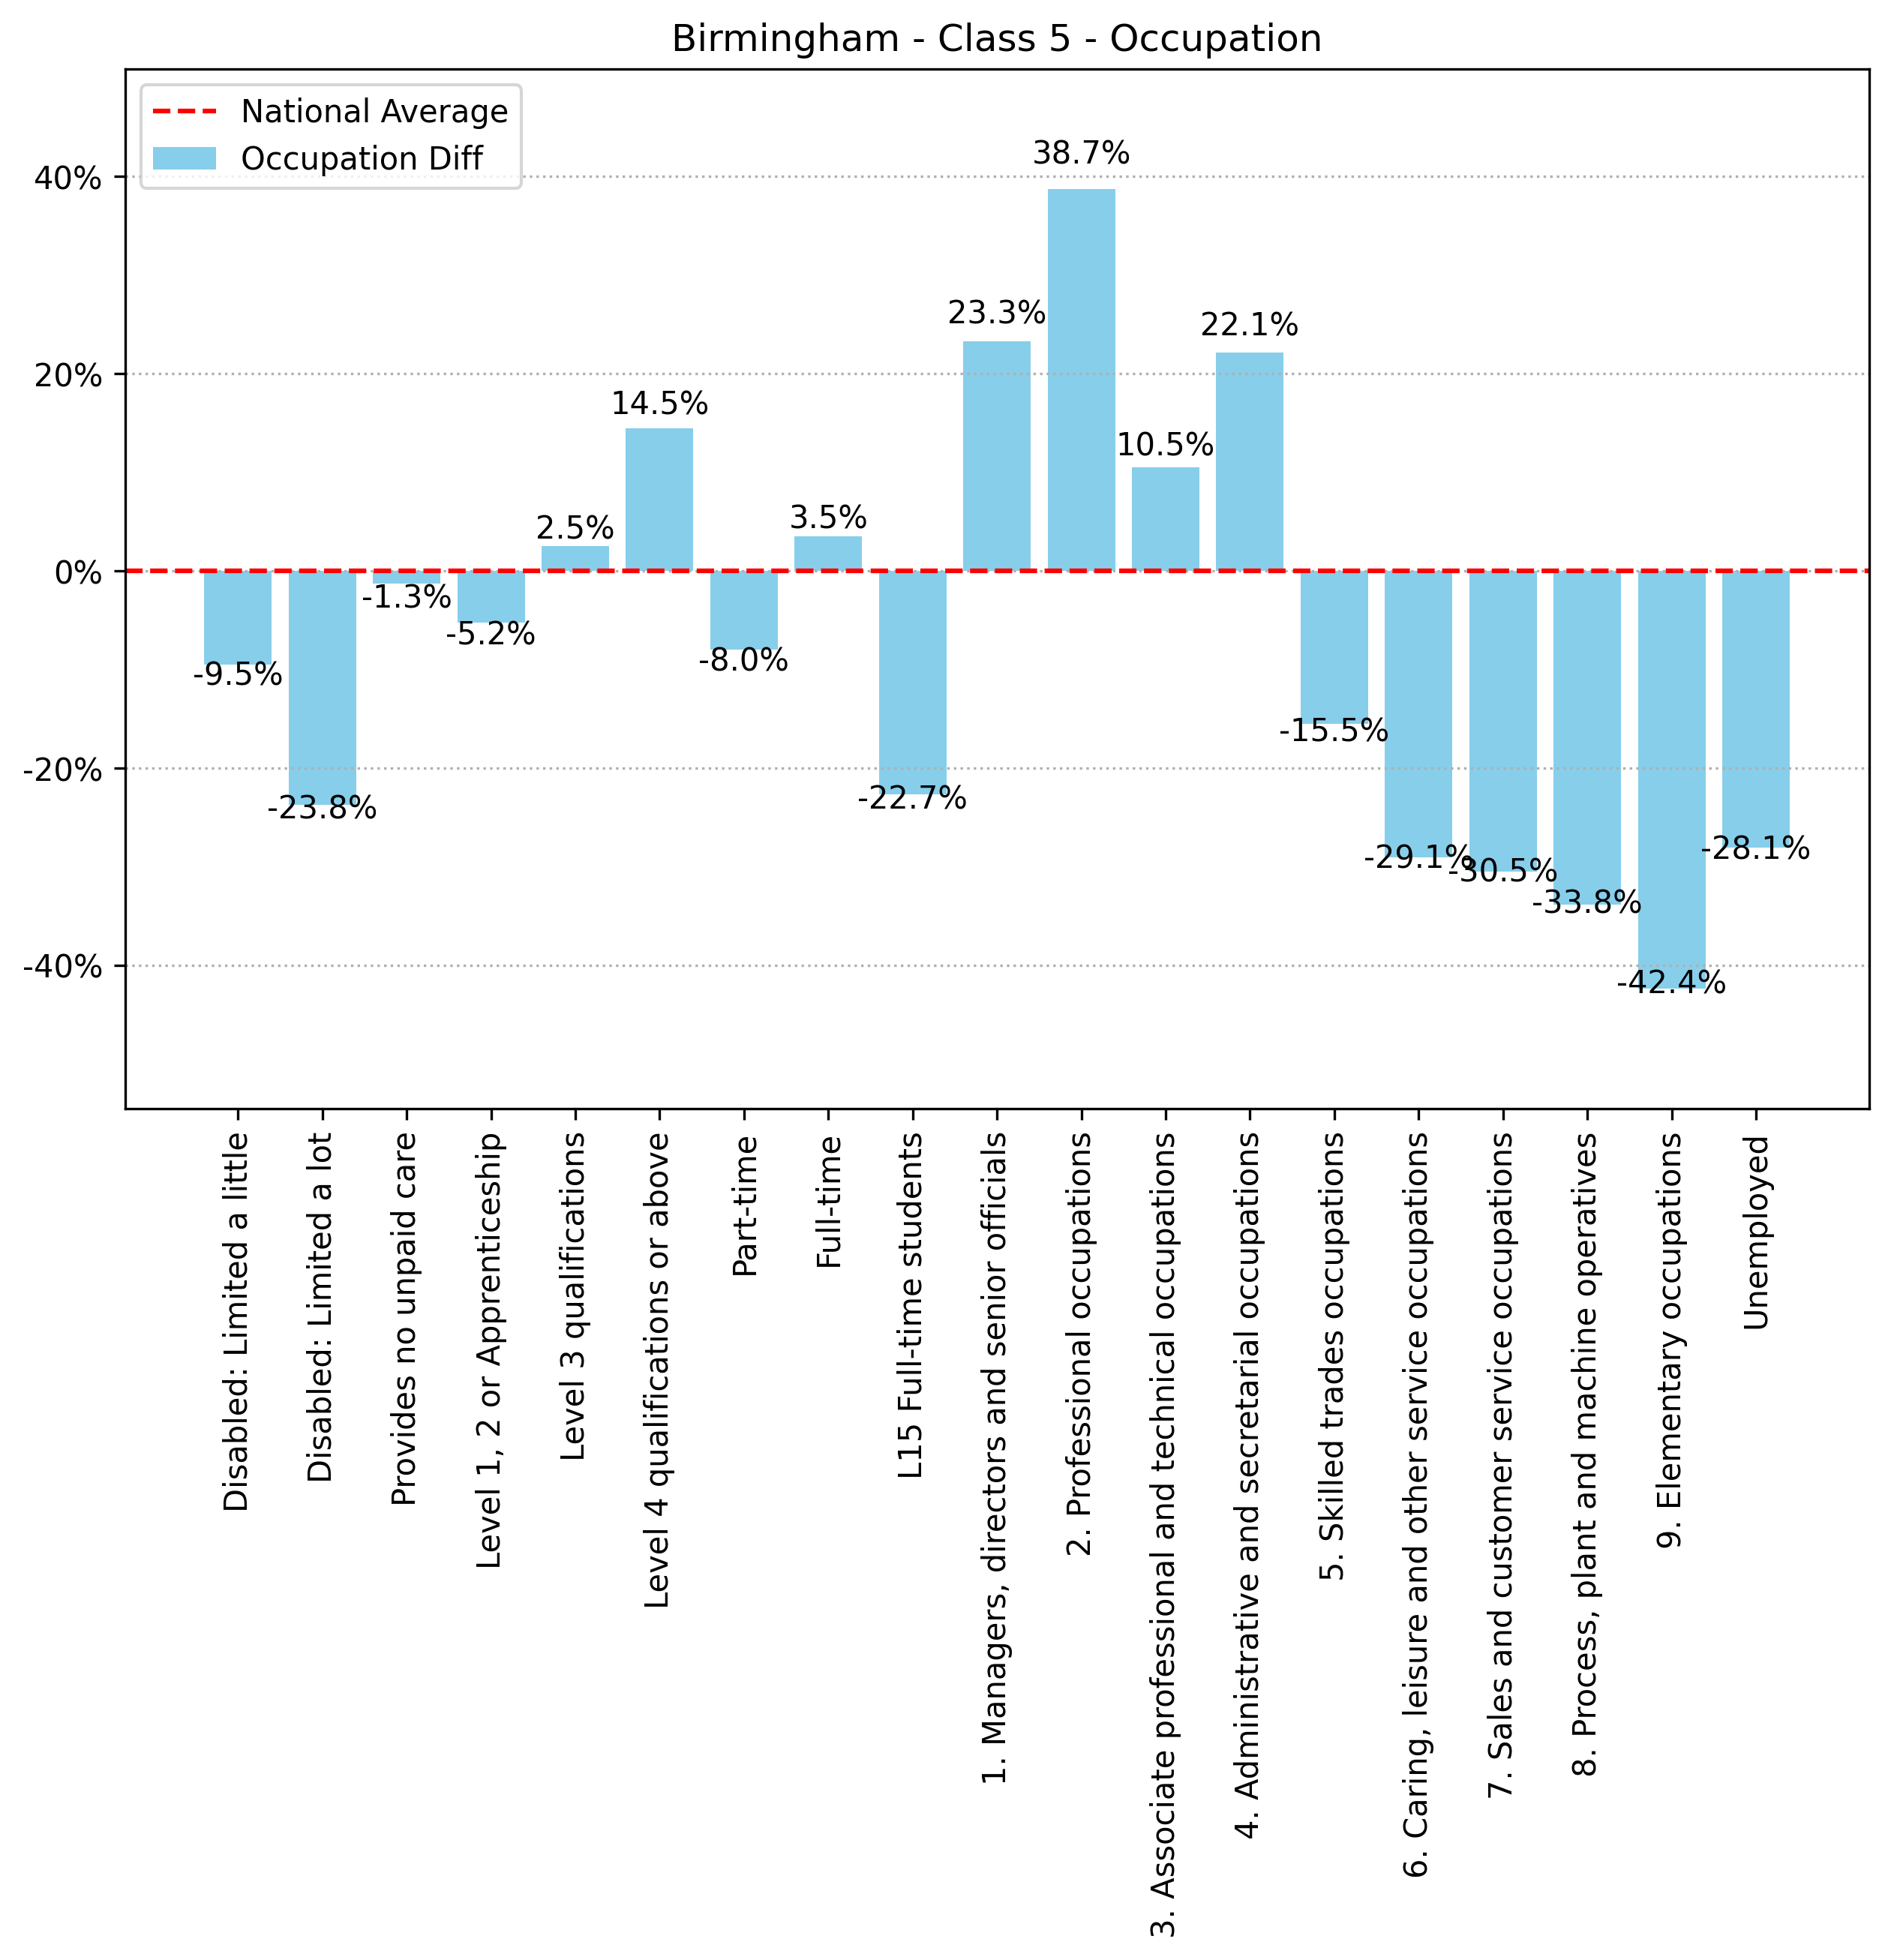 Birmingham - Class 5 - Occupation
National Average
Occupation Diff
40%
20%
0%
-20%
-40%
-9.5%
-23.8%
-1.3%
-5.2%
2.5%
14.5%
-8.0%
3.5%
-22.7%
23.3%
38.7%
10.5%
22.1%
-15.5%
-29.1%
-30.5%
-33.8%
-42.4%
-28.1%
Disabled: Limited a little
Disabled: Limited a lot
Provides no unpaid care
Level 1, 2 or Apprenticeship
Level 3 qualifications
Level 4 qualifications or above
Part-time
Full-time
L15 Full-time students
1. Managers, directors and senior officials
2. Professional occupations
3. Associate professional and technical occupations
4. Administrative and secretarial occupations
5. Skilled trades occupations
6. Caring, leisure and other service occupations
7. Sales and customer service occupations
8. Process, plant and machine operatives
9. Elementary occupations
Unemployed